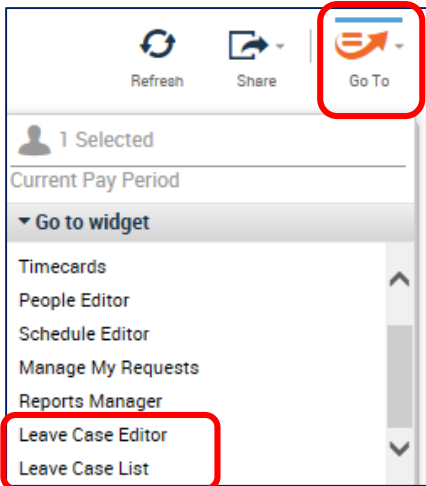 Refresh Share Go To
1 Selected
Current Pay Period
Go to widget
Timecards
People Editor
Schedule Editor
Manage My Requests
Reports Manager
Leave Case Editor
Leave Case List